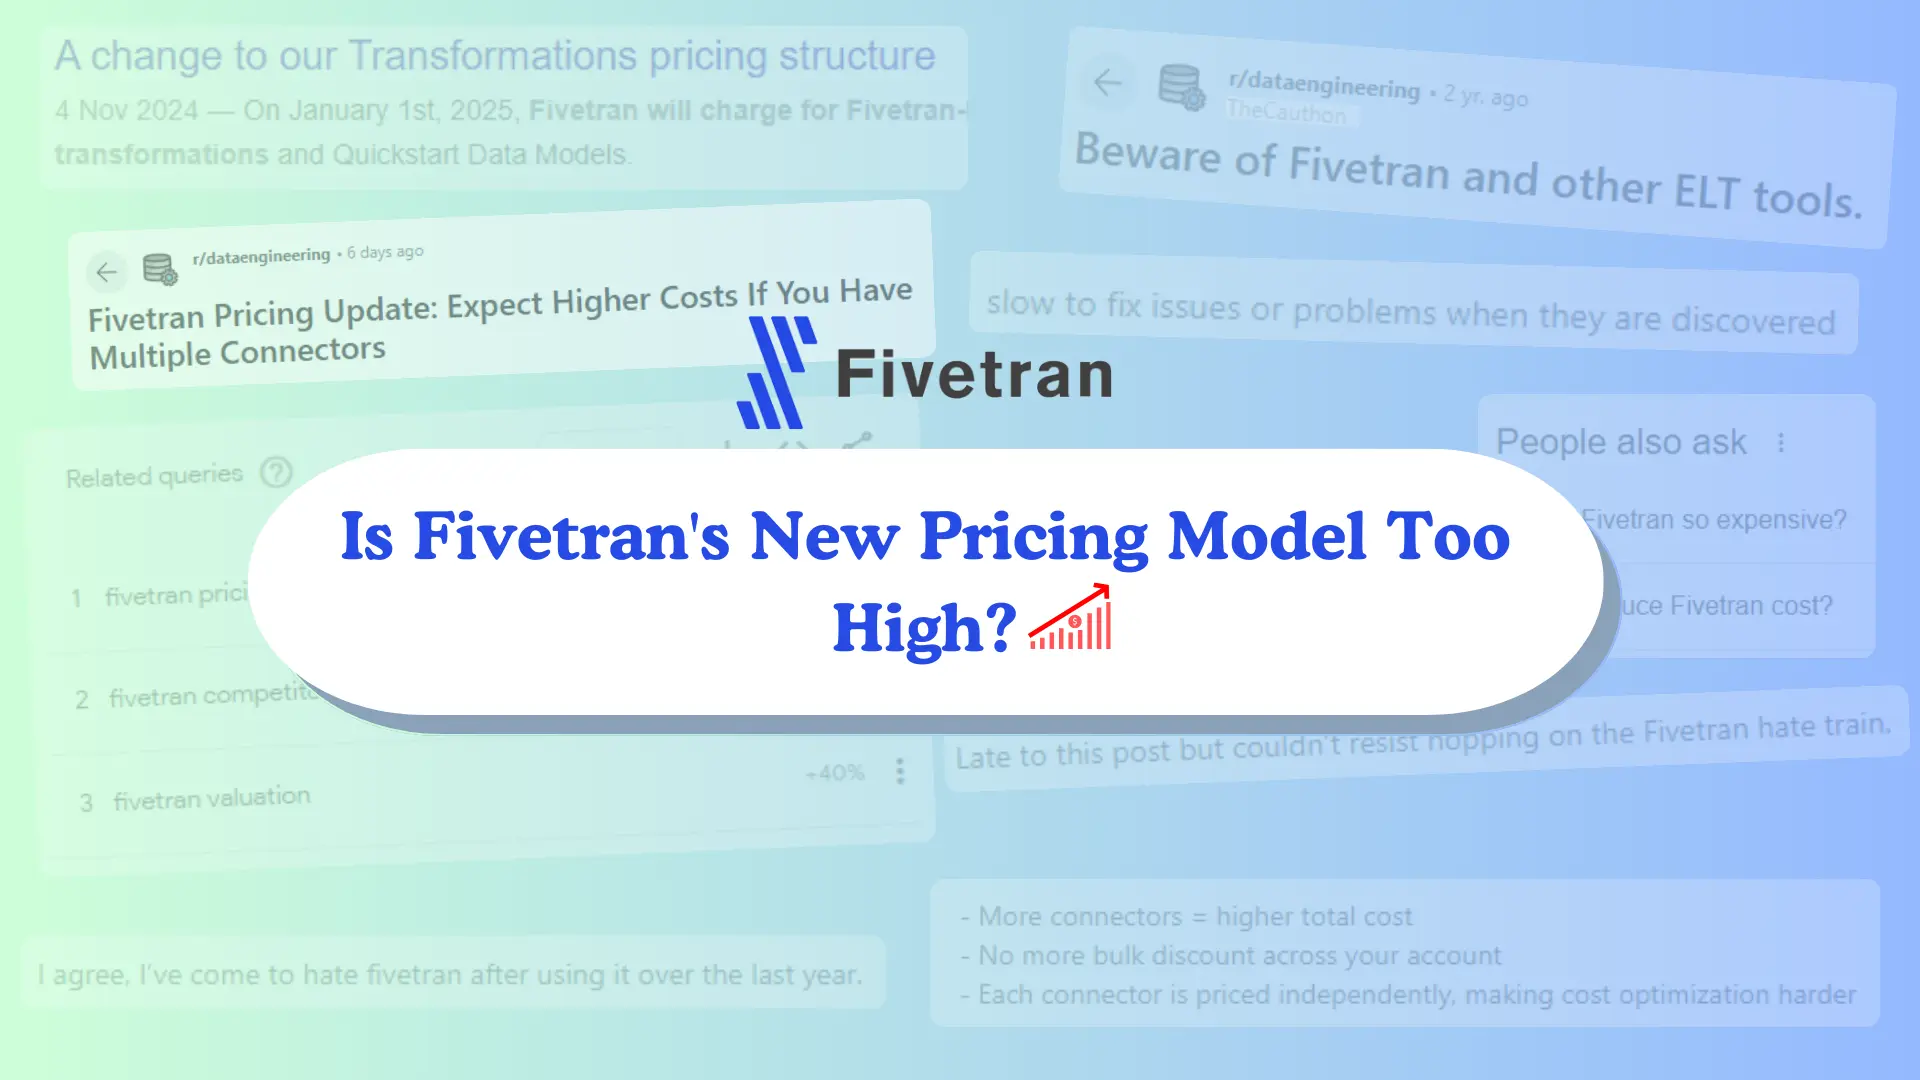 A change to our Transformations pricing structure
4 Nov 2024 — On January 1st, 2025, Fivetran will charge for Fivetran-
transformations and Quickstart Data Models.
r/dataengineering • 2 yr. ago
TheCauthon
Beware of Fivetran and other ELT tools.
r/dataengineering • 6 days ago
Fivetran Pricing Update: Expect Higher Costs If You Have
Multiple Connectors
slow to fix issues or problems when they are discovered
Fivetran
People also ask
Fivetran so expensive?
uce Fivetran cost?
Related queries
1 fivetran prici
2 fivetran competito
3 fivetran valuation
+40%
Is Fivetran's New Pricing Model Too
High?
$
Late to this post but couldn't resist hopping on the Fivetran hate train.
I agree, I've come to hate fivetran after using it over the last year.
- More connectors = higher total cost
- No more bulk discount across your account
- Each connector is priced independently, making cost optimization harder